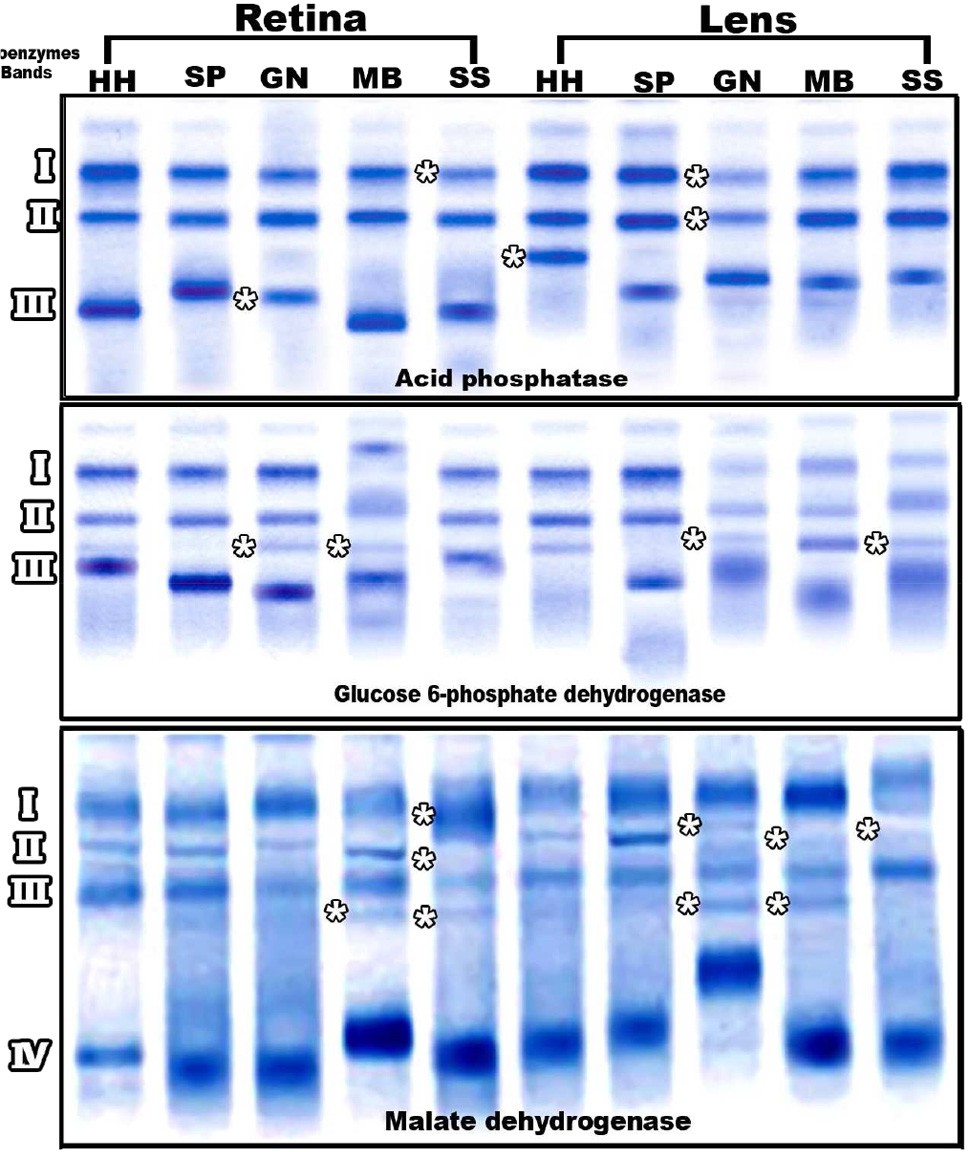 Retina Lens
oenzymes
Bands
HH SP GN MB SS HH SP GN MB SS
I
II
III
Acid phosphatase
I
II
III
Glucose 6-phosphate dehydrogenase
I
II
III
IV
Malate dehydrogenase